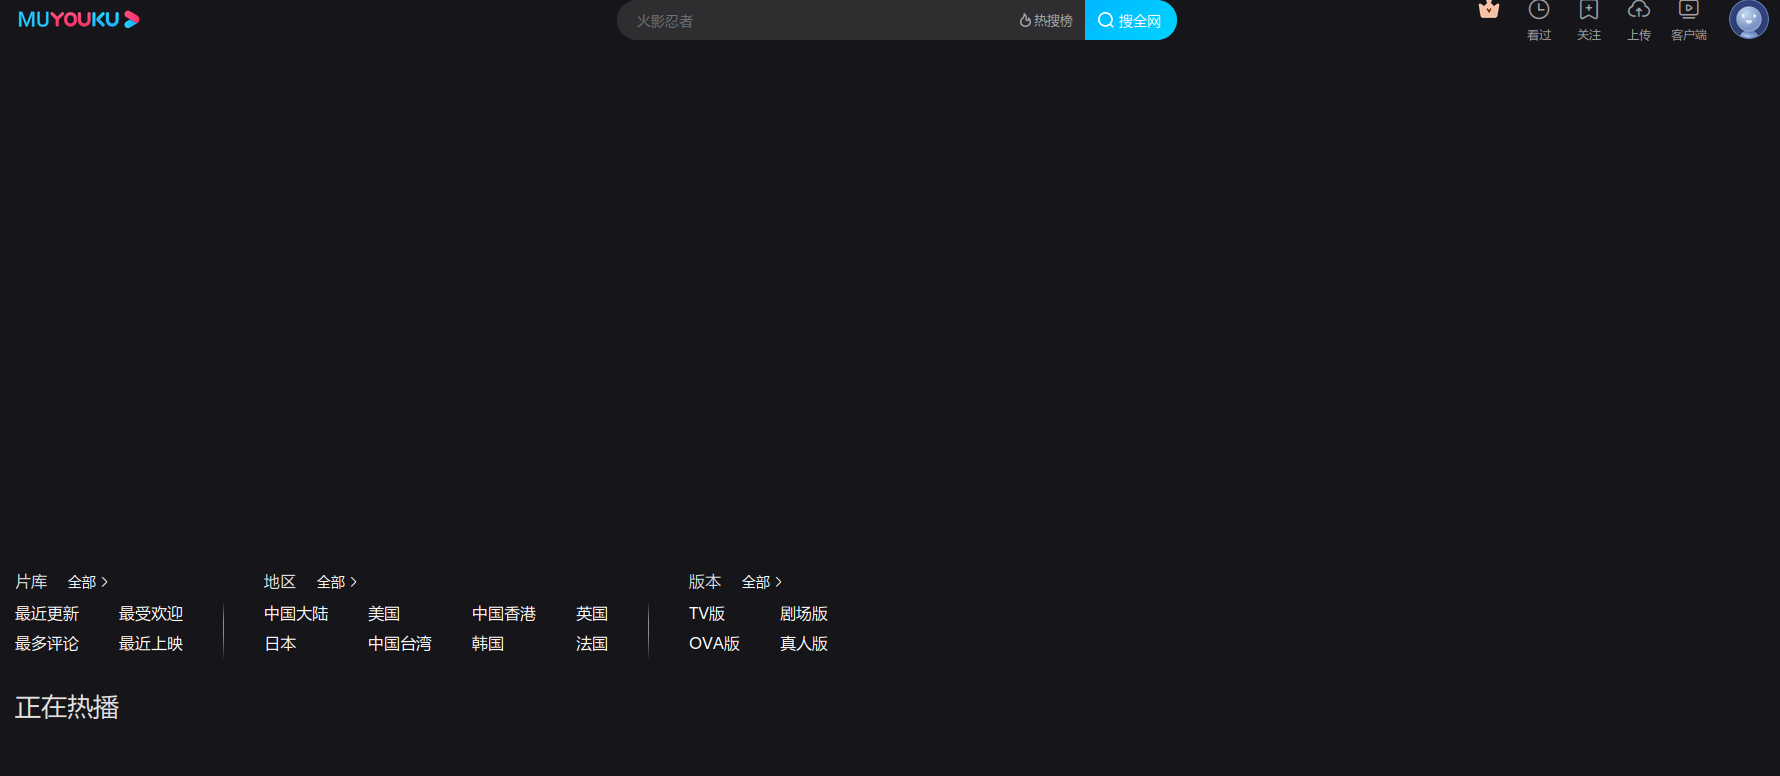 MUYOUKU
火影忍者
热搜榜
搜全网
看过
关注
上传
客户端
片库 全部
最近更新 最受欢迎
最多评论 最近上映
地区 全部
中国大陆 美国 中国香港 英国
日本 中国台湾 韩国 法国
版本 全部
TV版 剧场版
OVA版 真人版
正在热播